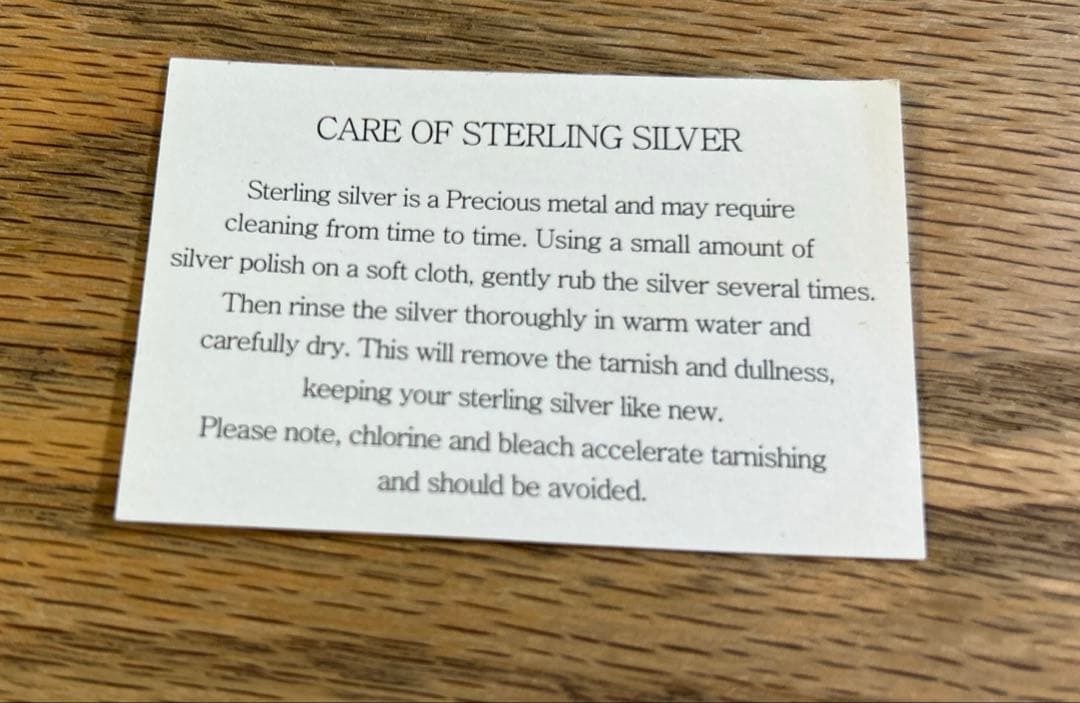 CARE OF STERLING SILVER
Sterling silver is a Precious metal and may require
cleaning from time to time. Using a small amount of
silver polish on a soft cloth, gently rub the silver several times.
Then rinse the silver thoroughly in warm water and
carefully dry. This will remove the tarnish and dullness,
keeping your sterling silver like new.
Please note, chlorine and bleach accelerate tarnishing
and should be avoided.